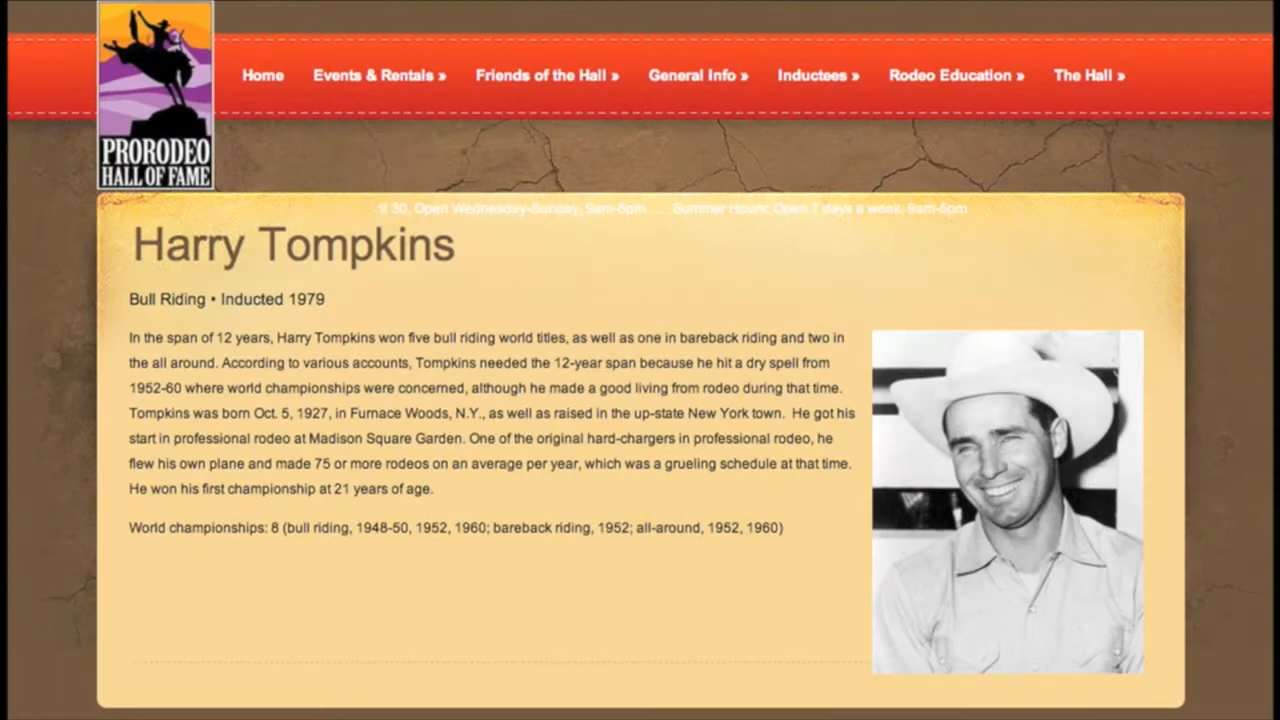 Home Events & Rentals » Friends of the Hall » General Info » Inductees » Rodeo Education » The Hall »
PRORODEO
HALL OF FAME
30, Open Wednesday-Sunday, 9am-5pm ... Summer Hours: Open 7 days a week 9am-5pm
Harry Tompkins
Bull Riding • Inducted 1979
In the span of 12 years, Harry Tompkins won five bull riding world titles, as well as one in bareback riding and two in
the all around. According to various accounts, Tompkins needed the 12-year span because he hit a dry spell from
1952-60 where world championships were concerned, although he made a good living from rodeo during that time.
Tompkins was born Oct. 5, 1927, in Furnace Woods, N.Y., as well as raised in the up-state New York town. He got his
start in professional rodeo at Madison Square Garden. One of the original hard-chargers in professional rodeo, he
flew his own plane and made 75 or more rodeos on an average per year, which was a grueling schedule at that time.
He won his first championship at 21 years of age.
World championships: 8 (bull riding, 1948-50, 1952, 1960; bareback riding, 1952; all-around, 1952, 1960)